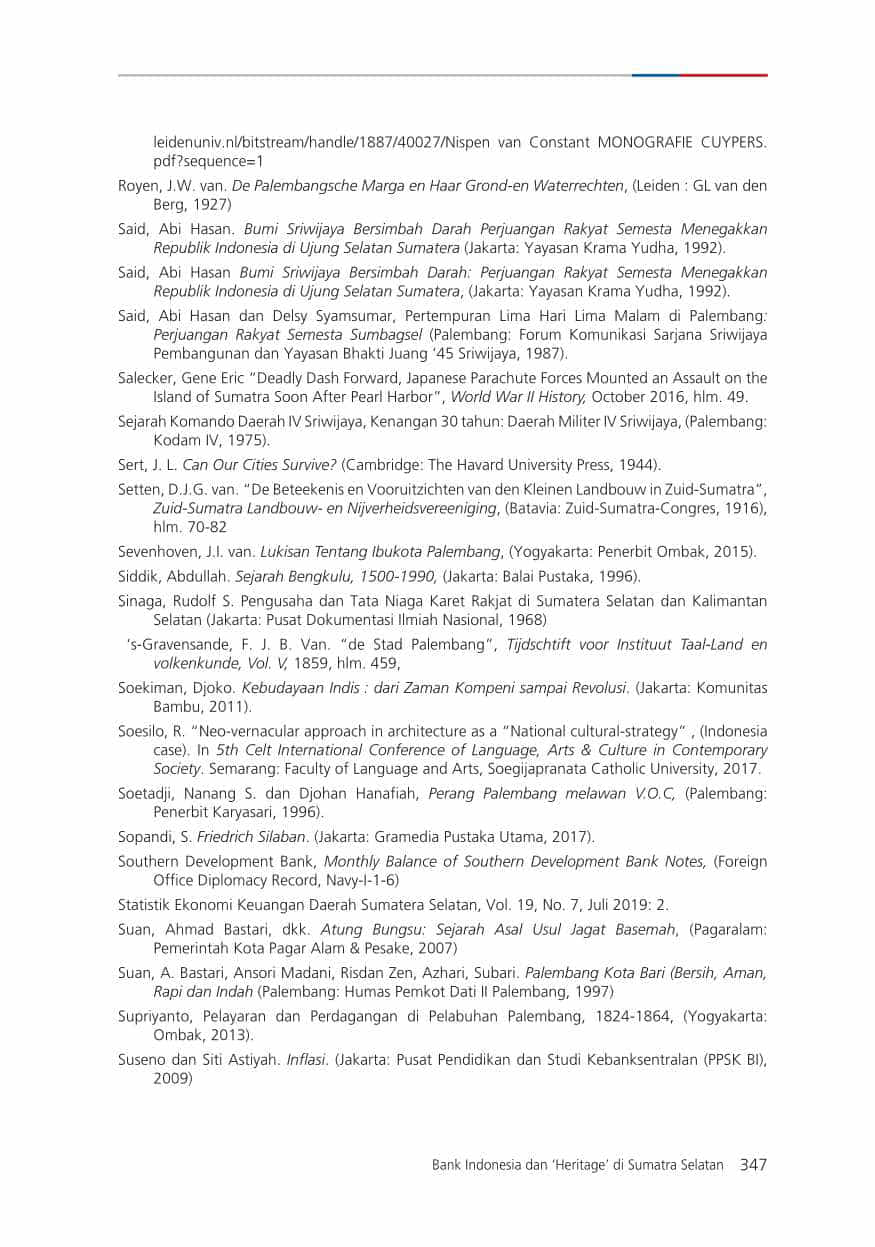 leidenuniv.nl/bitstream/handle/1887/40027/Nispen van Constant MONOGRAFIE CUYPERS.
pdf?sequence=1
Royen, J.W. van. De Palembangsche Marga en Haar Grond-en Waterrechten, (Leiden : GL van den
Berg, 1927)
Said, Abi Hasan. Bumi Sriwijaya Bersimbah Darah Perjuangan Rakyat Semesta Menegakkan
Republik Indonesia di Ujung Selatan Sumatera (Jakarta: Yayasan Krama Yudha, 1992).
Said, Abi Hasan Bumi Sriwijaya Bersimbah Darah: Perjuangan Rakyat Semesta Menegakkan
Republik Indonesia di Ujung Selatan Sumatera, (Jakarta: Yayasan Krama Yudha, 1992).
Said, Abi Hasan dan Delsy Syamsumar, Pertempuran Lima Hari Lima Malam di Palembang:
Perjuangan Rakyat Semesta Sumbagsel (Palembang: Forum Komunikasi Sarjana Sriwijaya
Pembangunan dan Yayasan Bhakti Juang ‘45 Sriwijaya, 1987).
Salecker, Gene Eric “Deadly Dash Forward, Japanese Parachute Forces Mounted an Assault on the
Island of Sumatra Soon After Pearl Harbor”, World War II History, October 2016, hlm. 49.
Sejarah Komando Daerah IV Sriwijaya, Kenangan 30 tahun: Daerah Militer IV Sriwijaya, (Palembang:
Kodam IV, 1975).
Sert, J. L. Can Our Cities Survive? (Cambridge: The Havard University Press, 1944).
Setten, D.J.G. van. “De Beteekenis en Vooruitzichten van den Kleinen Landbouw in Zuid-Sumatra”,
Zuid-Sumatra Landbouw- en Nijverheidsvereeniging, (Batavia: Zuid-Sumatra-Congres, 1916),
hlm. 70-82
Sevenhoven, J.I. van. Lukisan Tentang Ibukota Palembang, (Yogyakarta: Penerbit Ombak, 2015).
Siddik, Abdullah. Sejarah Bengkulu, 1500-1990, (Jakarta: Balai Pustaka, 1996).
Sinaga, Rudolf S. Pengusaha dan Tata Niaga Karet Rakjat di Sumatera Selatan dan Kalimantan
Selatan (Jakarta: Pusat Dokumentasi Ilmiah Nasional, 1968)
‘s-Gravensande, F. J. B. Van. “de Stad Palembang”, Tijdschtift voor Instituut Taal-Land en
volkenkunde, Vol. V, 1859, hlm. 459,
Soekiman, Djoko. Kebudayaan Indis : dari Zaman Kompeni sampai Revolusi. (Jakarta: Komunitas
Bambu, 2011).
Soesilo, R. “Neo-vernacular approach in architecture as a “National cultural-strategy” , (Indonesia
case). In 5th Celt International Conference of Language, Arts & Culture in Contemporary
Society. Semarang: Faculty of Language and Arts, Soegijapranata Catholic University, 2017.
Soetadji, Nanang S. dan Djohan Hanafiah, Perang Palembang melawan V.O.C, (Palembang:
Penerbit Karyasari, 1996).
Sopandi, S. Friedrich Silaban. (Jakarta: Gramedia Pustaka Utama, 2017).
Southern Development Bank, Monthly Balance of Southern Development Bank Notes, (Foreign
Office Diplomacy Record, Navy-I-1-6)
Statistik Ekonomi Keuangan Daerah Sumatera Selatan, Vol. 19, No. 7, Juli 2019: 2.
Suan, Ahmad Bastari, dkk. Atung Bungsu: Sejarah Asal Usul Jagat Basemah, (Pagaralam:
Pemerintah Kota Pagar Alam & Pesake, 2007)
Suan, A. Bastari, Ansori Madani, Risdan Zen, Azhari, Subari. Palembang Kota Bari (Bersih, Aman,
Rapi dan Indah (Palembang: Humas Pemkot Dati II Palembang, 1997)
Supriyanto, Pelayaran dan Perdagangan di Pelabuhan Palembang, 1824-1864, (Yogyakarta:
Ombak, 2013).
Suseno dan Siti Astiyah. Inflasi. (Jakarta: Pusat Pendidikan dan Studi Kebanksentralan (PPSK BI),
2009)
Bank Indonesia dan ‘Heritage’ di Sumatra Selatan 347